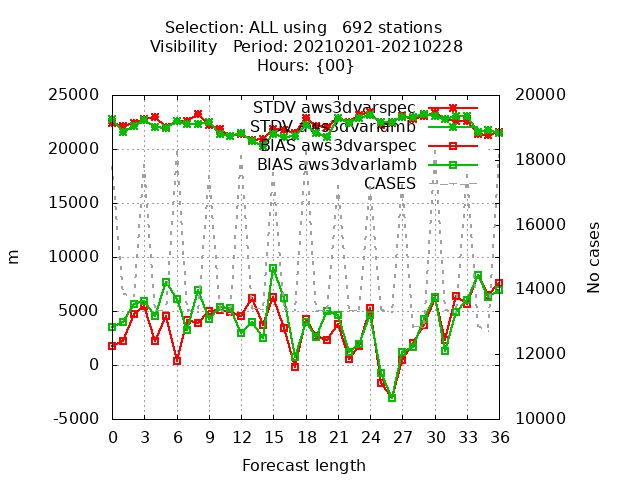 Selection: ALL using   692 stations
Visibility   Period: 20210201-20210228
Hours: {00}
25000
20000
15000
10000
5000
0
-5000
m
STDV aws3dvarspec
STDV aws3dvarlamb
BIAS aws3dvarspec
BIAS aws3dvarlamb
CASES
20000
18000
16000
14000
12000
10000
No cases
0 3 6 9 12 15 18 21 24 27 30 33 36
Forecast length